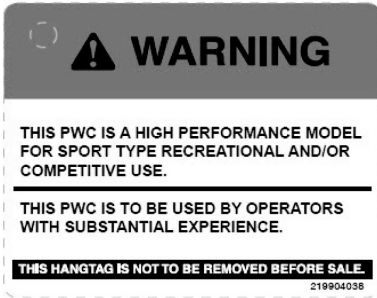 WARNING
THIS PWC IS A HIGH PERFORMANCE MODEL
FOR SPORT TYPE RECREATIONAL AND/OR
COMPETITIVE USE.
THIS PWC IS TO BE USED BY OPERATORS
WITH SUBSTANTIAL EXPERIENCE.
THIS HANGTAG IS NOT TO BE REMOVED BEFORE SALE.
219904038